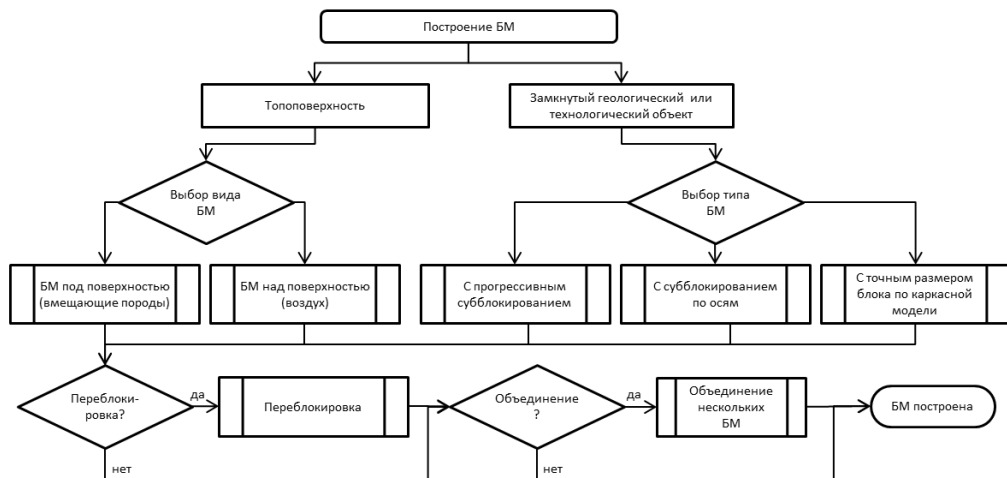 Построение БМ
Топоповерхность
Замкнутый геологический или
технологический объект
Выбор вида
БМ
Выбор типа
БМ
БМ под поверхностью
(вмещающие породы)
БМ над поверхностью
(воздух)
С прогрессивным
субблокированием
С субблокированием
по осям
С точным размером
блока по каркасной
модели
Переблоки-
ровка?
да
Переблокировка
Объединение
?
да
Объединение
нескольких
БМ
БМ построена
нет
нет